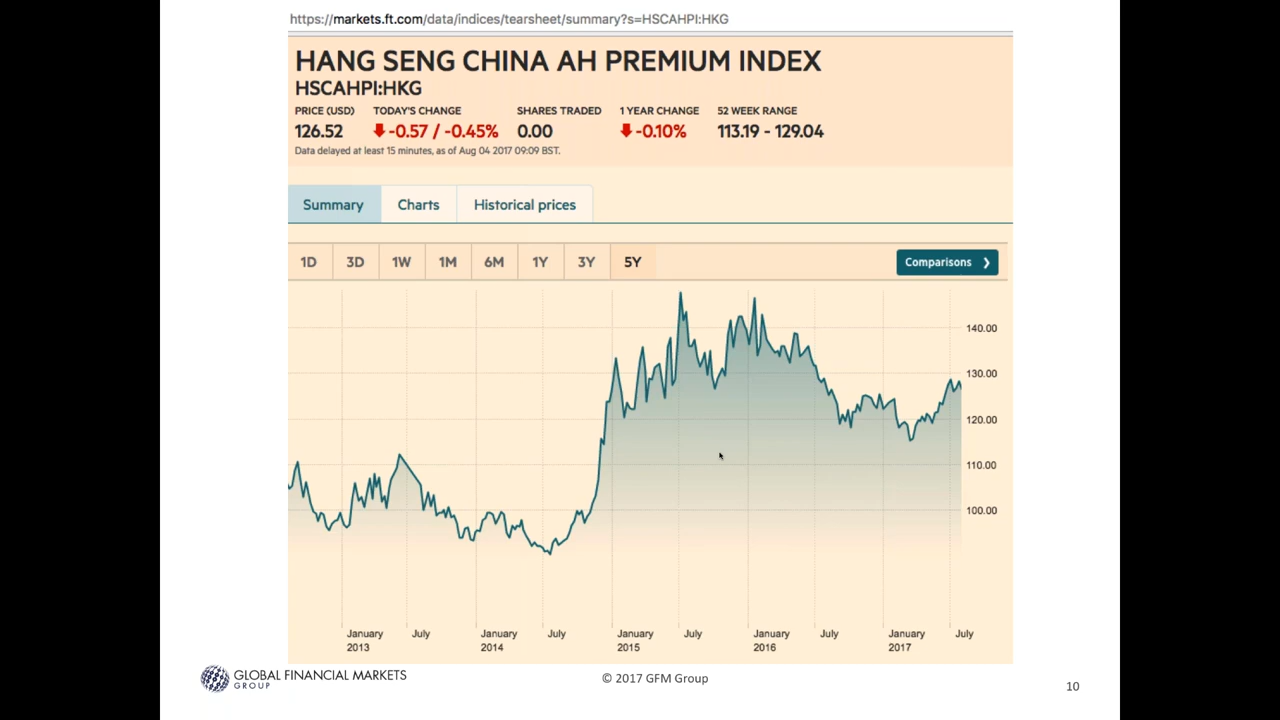 https://markets.ft.com/data/indices/tearsheet/summary?s=HSCAHPI:HKG
HANG SENG CHINA AH PREMIUM INDEX
HSCAHPI:HKG
PRICE (USD) TODAY'S CHANGE SHARES TRADED 1 YEAR CHANGE 52 WEEK RANGE
126.52 -0.57 / -0.45% 0.00 -0.10% 113.19 - 129.04
Data delayed at least 15 minutes, as of Aug 04 2017 09:09 BST.
Summary Charts Historical prices
1D 3D 1W 1M 6M 1Y 3Y 5Y Comparisons ❯
140.00
130.00
120.00
110.00
100.00
January July January July January July January July January July
2013 2014 2015 2016 2017
GLOBAL FINANCIAL MARKETS
GROUP
© 2017 GFM Group
10